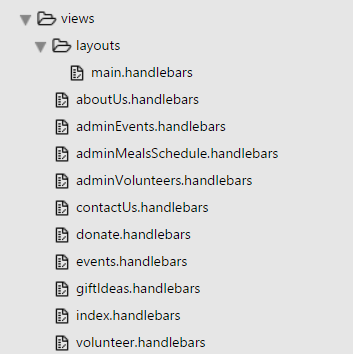 views
layouts
main.handlebars
aboutUs.handlebars
adminEvents.handlebars
adminMealsSchedule.handlebars
adminVolunteers.handlebars
contactUs.handlebars
donate.handlebars
events.handlebars
giftIdeas.handlebars
index.handlebars
volunteer.handlebars